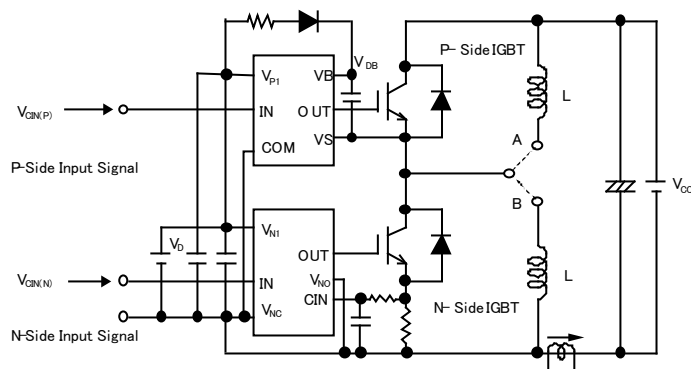 P-Side IGBT
VDB
VP1 VB
L
VCIN(P) IN OUT
A
COM VS
P-Side Input Signal
VCC
B
VD VN1
OUT
L
VCIN(N) IN VNO
CIN
N-Side IGBT
VNC
N-Side Input Signal